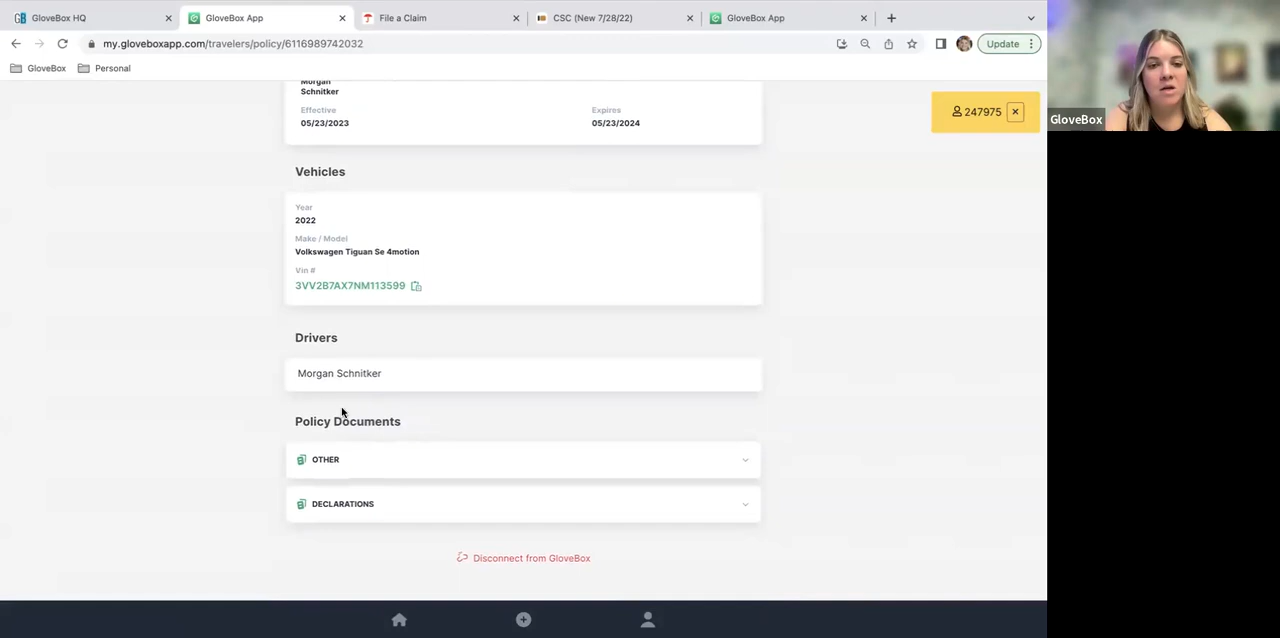 GloveBox HQ
GloveBox App
File a Claim
CSC (New 7/28/22)
GloveBox App
my.gloveboxapp.com/travelers/policy/6116989742032
Update
GloveBox
Personal
Morgan
Schnitker
Effective
Expires
05/23/2023
05/23/2024
247975
GloveBox
Vehicles
Year
2022
Make / Model
Volkswagen Tiguan Se 4motion
Vin #
3VV2B7AX7NM113599
Drivers
Morgan Schnitker
Policy Documents
OTHER
DECLARATIONS
Disconnect from GloveBox